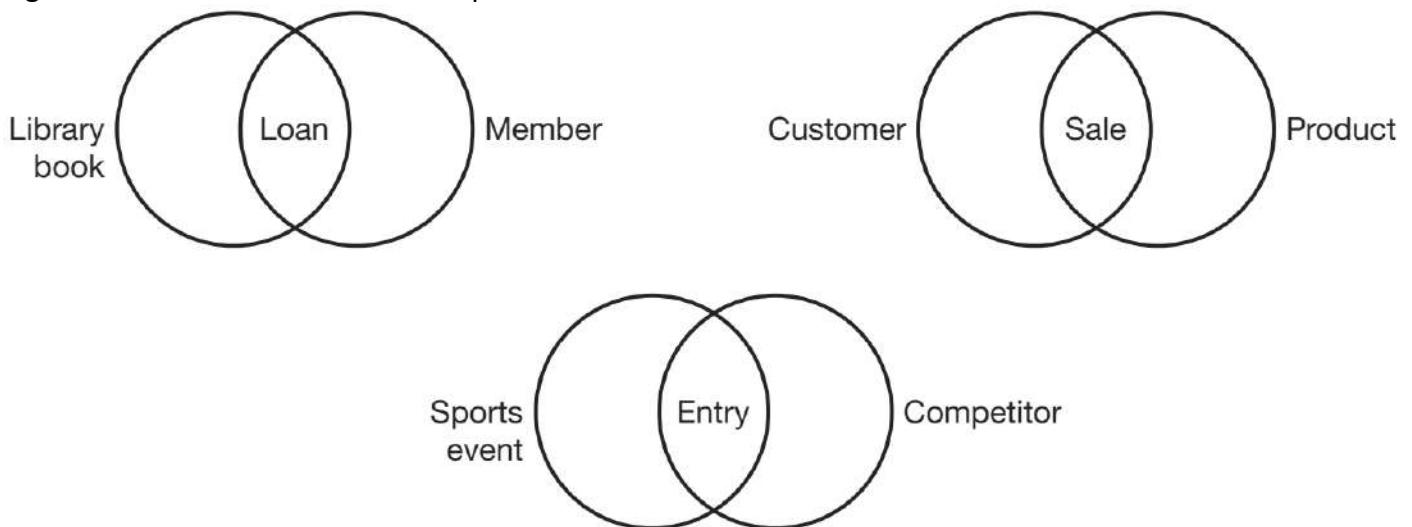 Library
book
Loan
Member
Customer
Sale
Product
Sports
event
Entry
Competitor